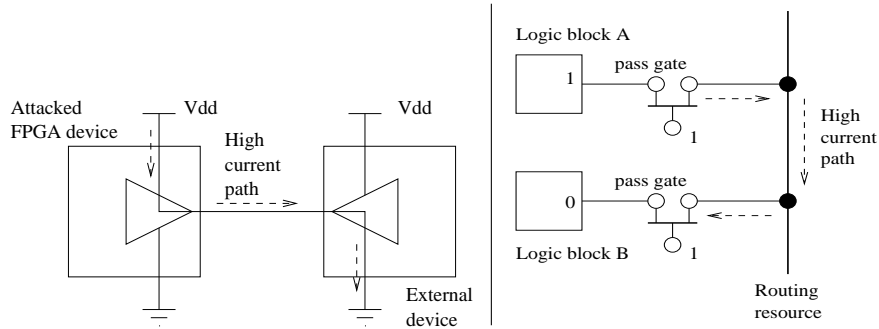 Attacked
FPGA device
Vdd
Vdd
High
current
path
External
device
Logic block A
1
pass gate
1
High
current
path
0
pass gate
1
Logic block B
Routing
resource